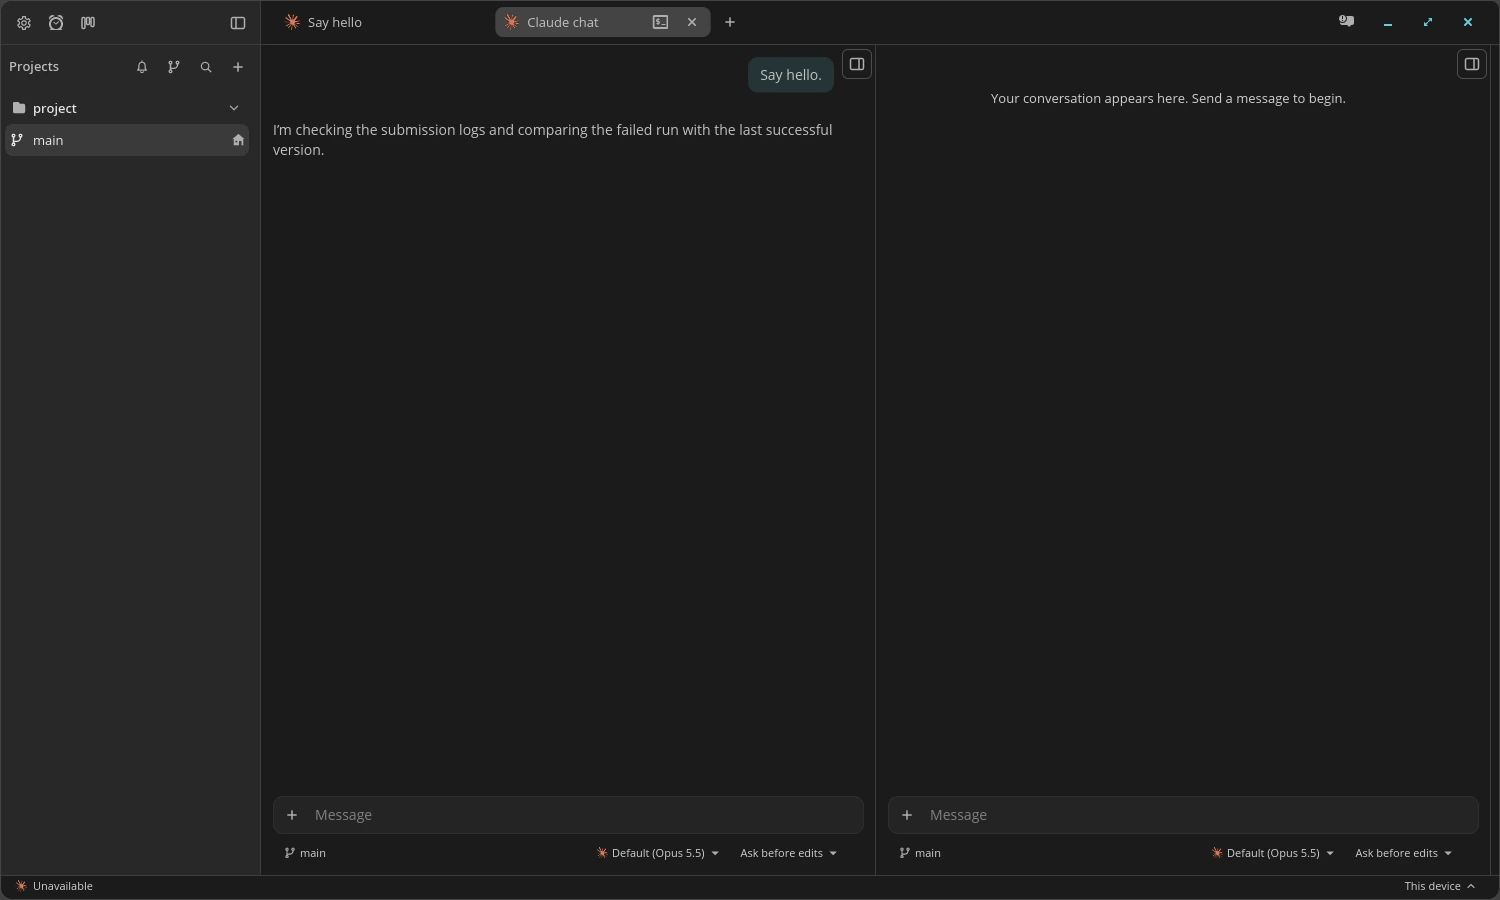 Say hello
Claude chat
Projects
project
main
Say hello.
I'm checking the submission logs and comparing the failed run with the last successful
version.
Your conversation appears here. Send a message to begin.
Message
main
Default (Opus 5.5)
Ask before edits
Message
main
Default (Opus 5.5)
Ask before edits
Unavailable
This device